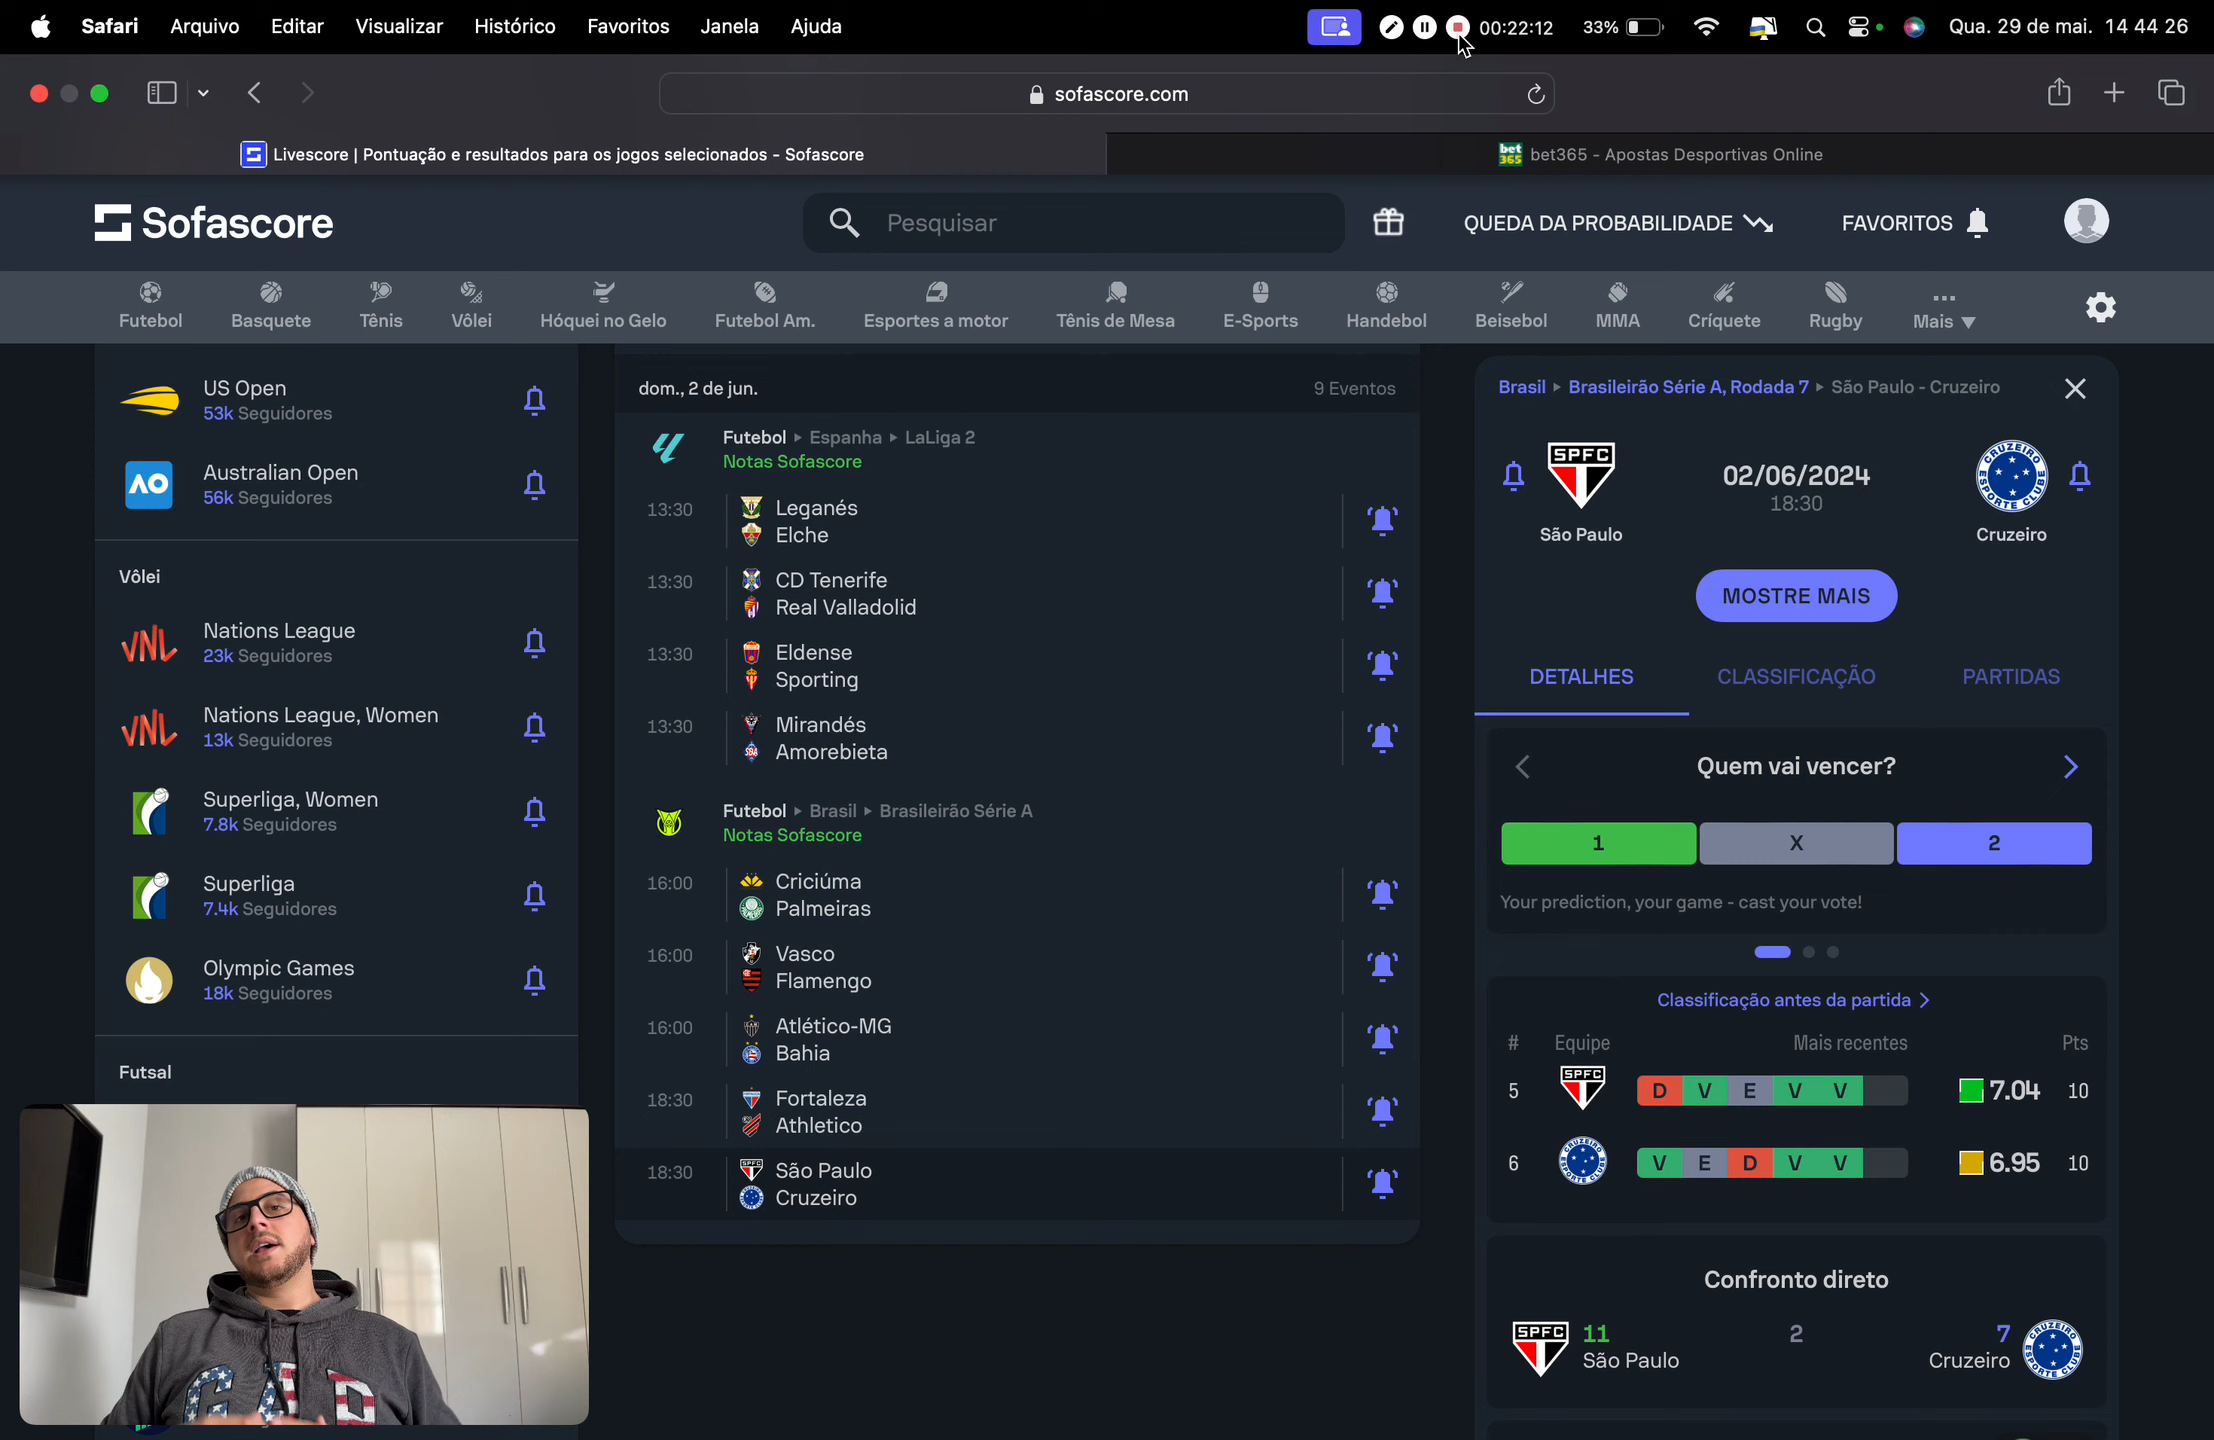 Safari Arquivo Editar Visualizar Histórico Favoritos Janela Ajuda 00:22:12 33% Qua. 29 de mai. 14 44 26
sofascore.com
Livescore | Pontuação e resultados para os jogos selecionados - Sofascore
bet365 bet365 - Apostas Desportivas Online
Sofascore Pesquisar QUEDA DA PROBABILIDADE FAVORITOS
Futebol Basquete Tênis Vôlei Hóquei no Gelo Futebol Am. Esportes a motor Tênis de Mesa E-Sports Handebol Beisebol MMA Críquete Rugby Mais ▼
US Open
53k Seguidores
AO Australian Open
56k Seguidores
Vôlei
VNL Nations League
23k Seguidores
VNL Nations League, Women
13k Seguidores
Superliga, Women
7.8k Seguidores
Superliga
7.4k Seguidores
Olympic Games
18k Seguidores
Futsal
GAP
dom., 2 de jun. 9 Eventos
Futebol Espanha LaLiga 2
Notas Sofascore
13:30 Leganés
Elche
13:30 CD Tenerife
Real Valladolid
13:30 Eldense
Sporting
13:30 Mirandés
Amorebieta
Futebol Brasil Brasileirão Série A
Notas Sofascore
16:00 Criciúma
Palmeiras
16:00 Vasco
Flamengo
16:00 Atlético-MG
Bahia
18:30 Fortaleza
Athletico
18:30 São Paulo
Cruzeiro
Brasil Brasileirão Série A, Rodada 7 São Paulo - Cruzeiro
SPFC 02/06/2024 CRUZEIRO ESPORTE CLUBE
18:30
São Paulo Cruzeiro
MOSTRE MAIS
DETALHES CLASSIFICAÇÃO PARTIDAS
Quem vai vencer?
1 X 2
Your prediction, your game - cast your vote!
Classificação antes da partida
# Equipe Mais recentes Pts
5 SPFC D V E V V 7.04 10
6 V E D V V 6.95 10
Confronto direto
SPFC 11 2 7
São Paulo Cruzeiro